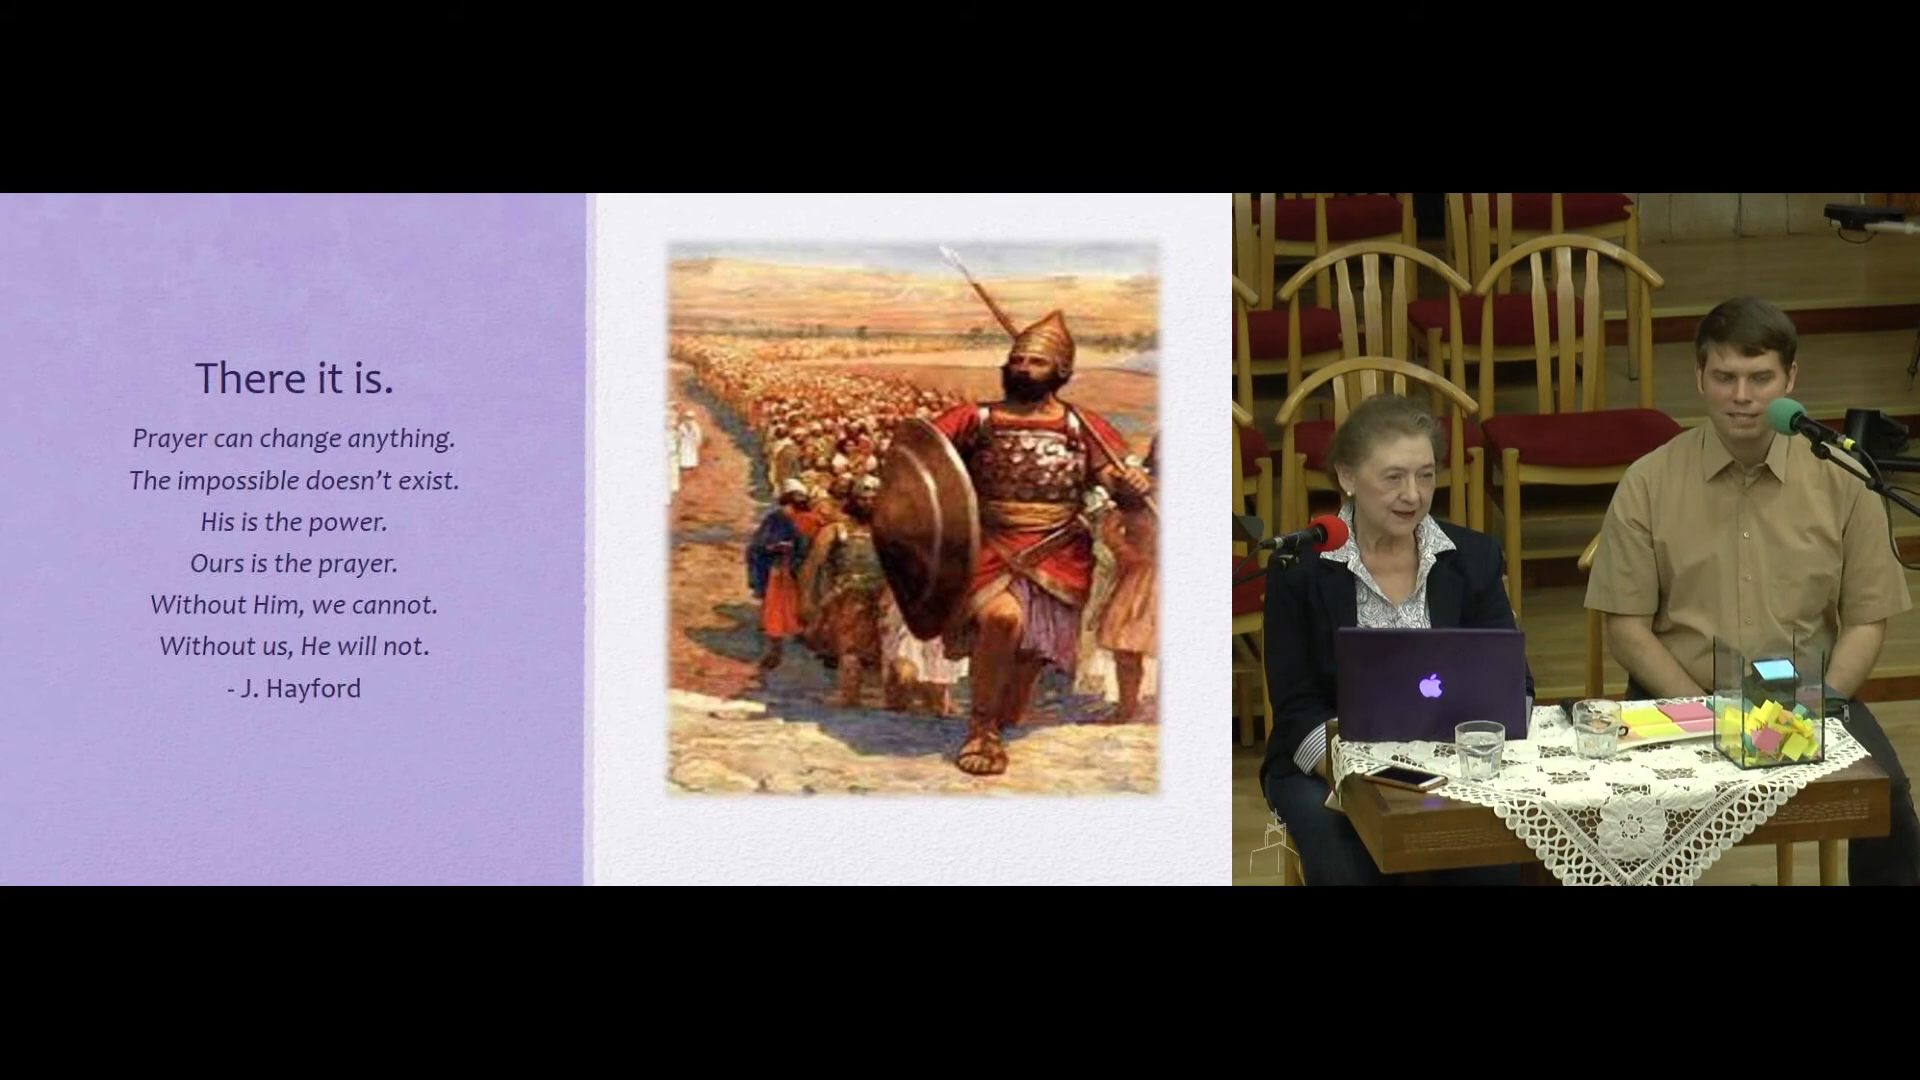 There it is.
Prayer can change anything.
The impossible doesn’t exist.
His is the power.
Ours is the prayer.
Without Him, we cannot.
Without us, He will not.
- J. Hayford